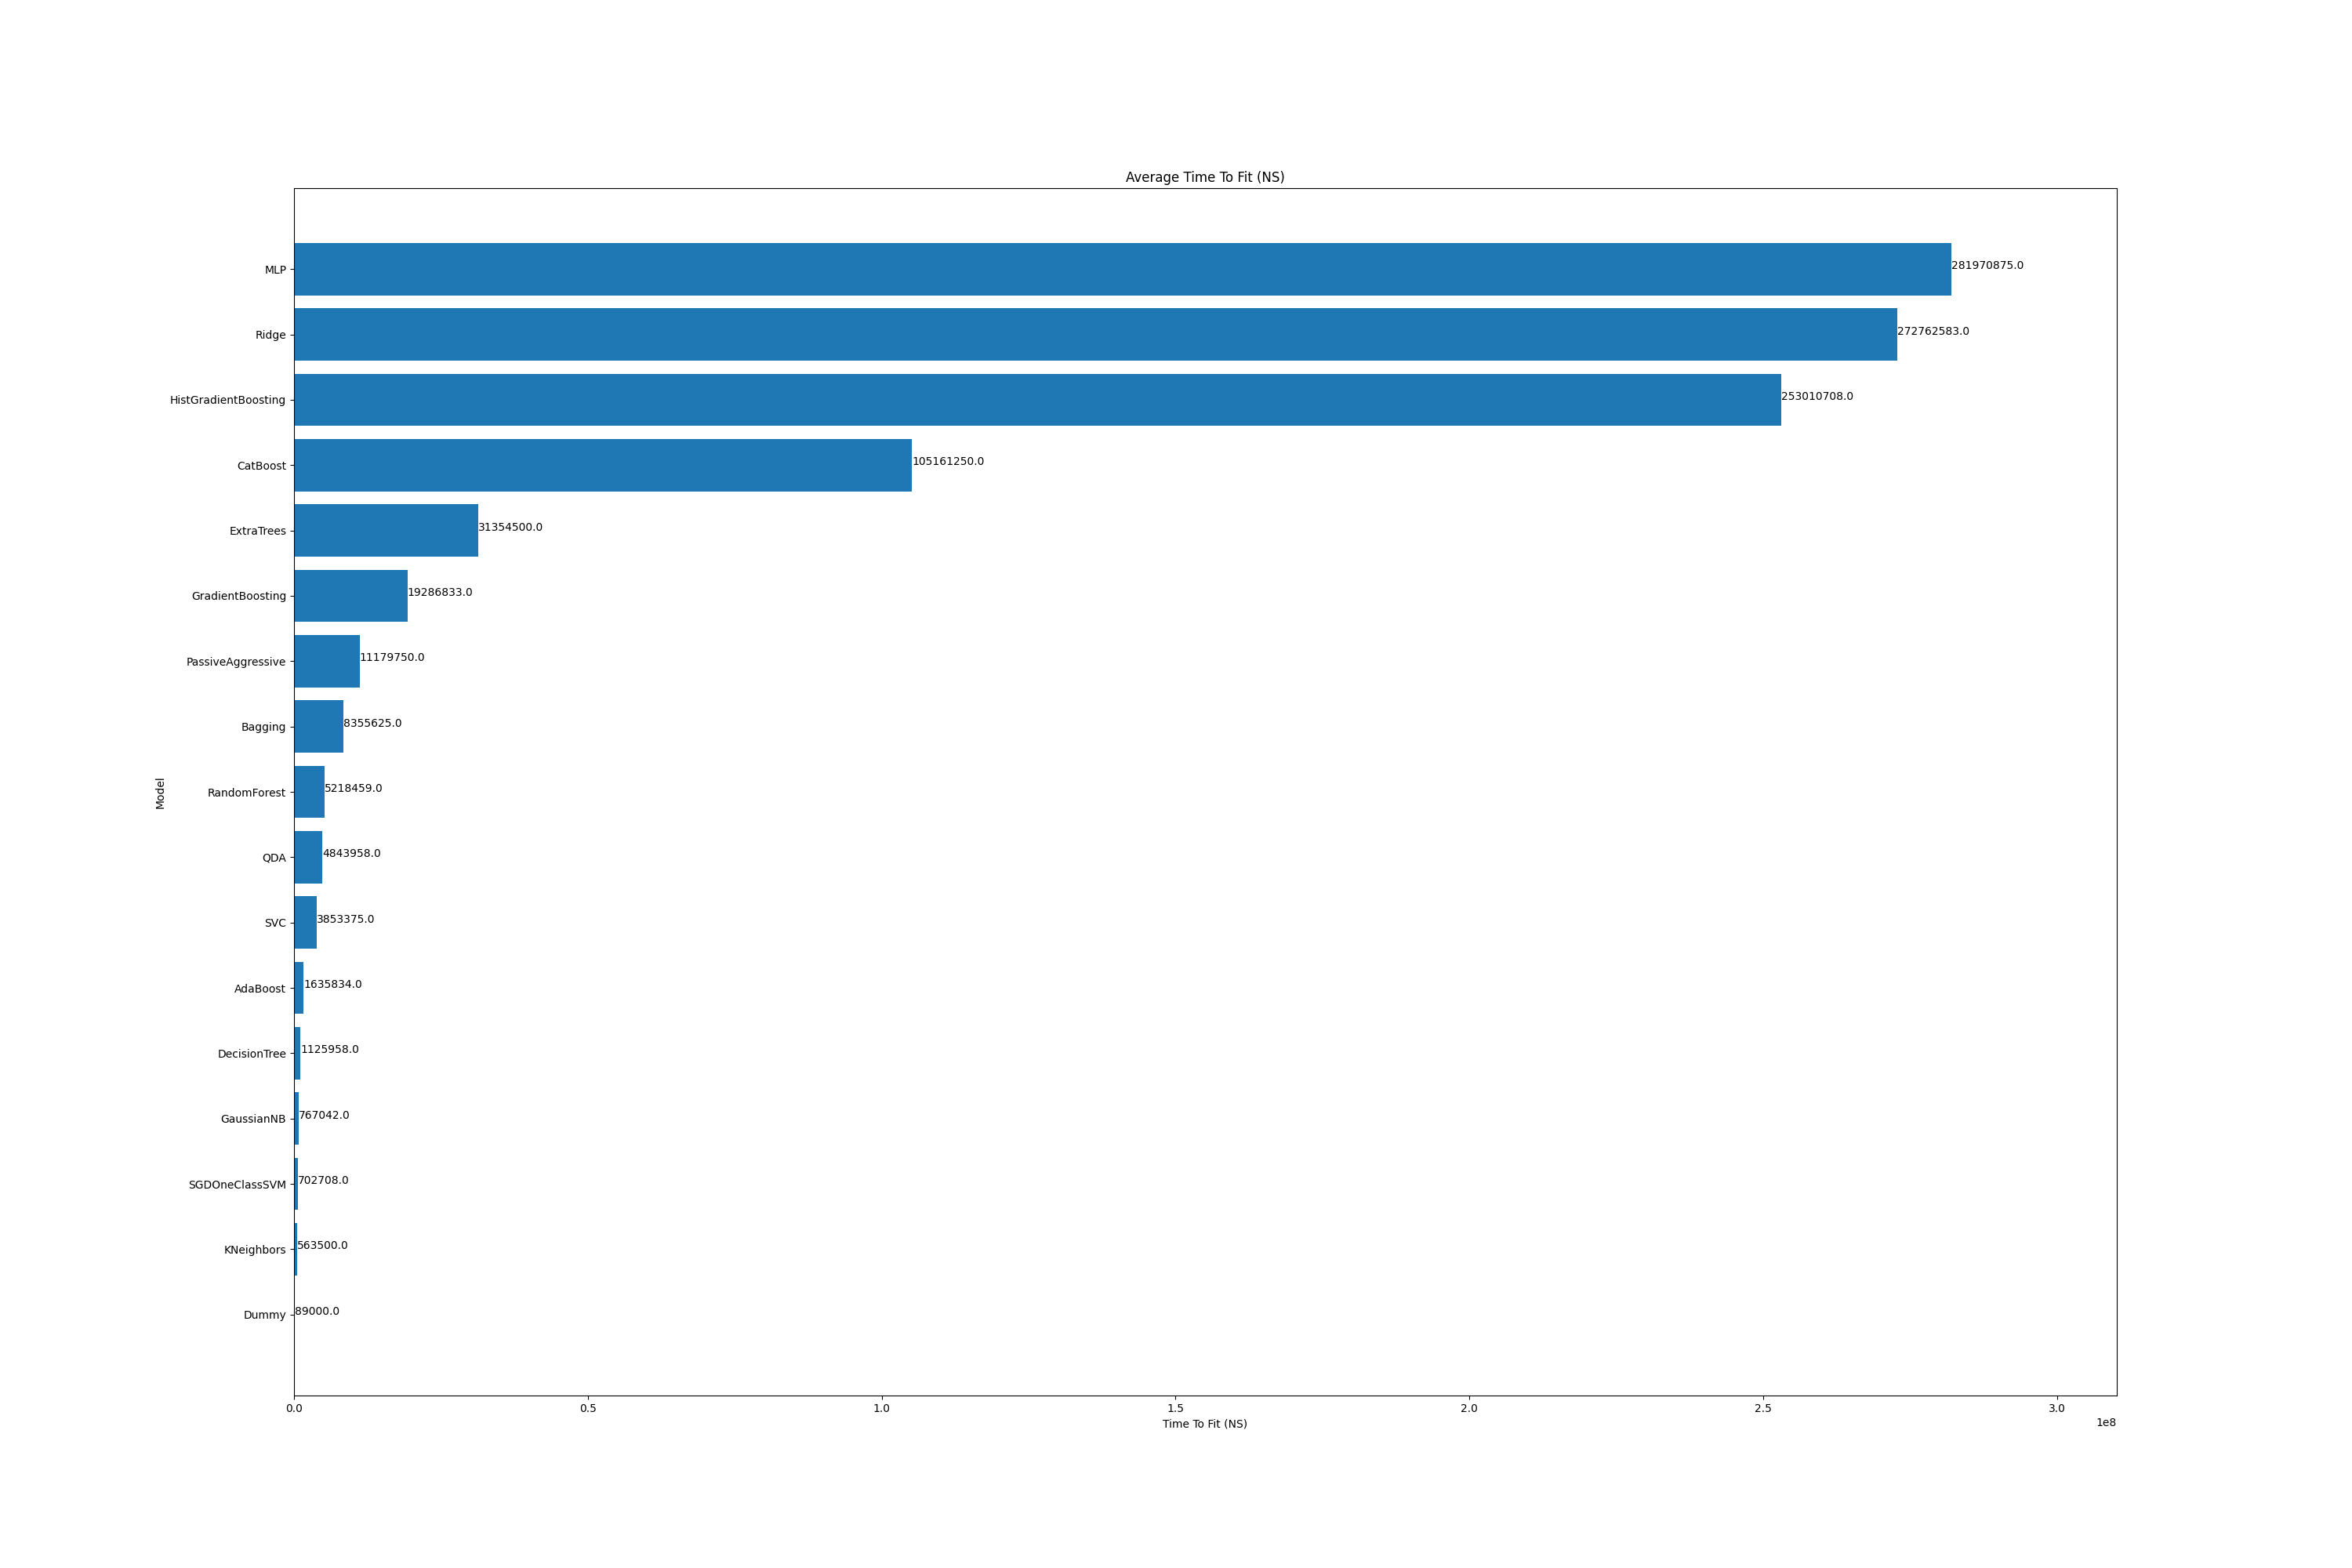 Average Time To Fit (NS)
MLP 281970875.0
Ridge 272762583.0
HistGradientBoosting 253010708.0
CatBoost 105161250.0
ExtraTrees 31354500.0
GradientBoosting 19286833.0
PassiveAggressive 11179750.0
Bagging 8355625.0
Model
RandomForest 5218459.0
QDA 4843958.0
SVC 3853375.0
AdaBoost 1635834.0
DecisionTree 1125958.0
GaussianNB 767042.0
SGDOneClassSVM 702708.0
KNeighbors 563500.0
Dummy 89000.0
0.0 0.5 1.0 1.5 2.0 2.5 3.0
1e8
Time To Fit (NS)